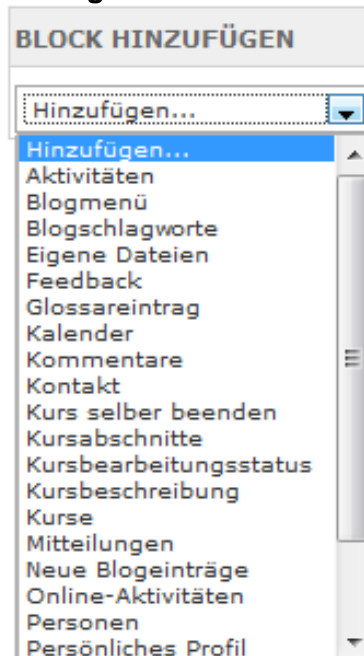 BLOCK HINZUFÜGEN
Hinzufügen...
Hinzufügen...
Aktivitäten
Blogmenü
Blogschlagworte
Eigene Dateien
Feedback
Glossareintrag
Kalender
Kommentare
Kontakt
Kurs selber beenden
Kursabschnitte
Kursbearbeitungsstatus
Kursbeschreibung
Kurse
Mitteilungen
Neue Blogeinträge
Online-Aktivitäten
Personen
Persönliches Profil